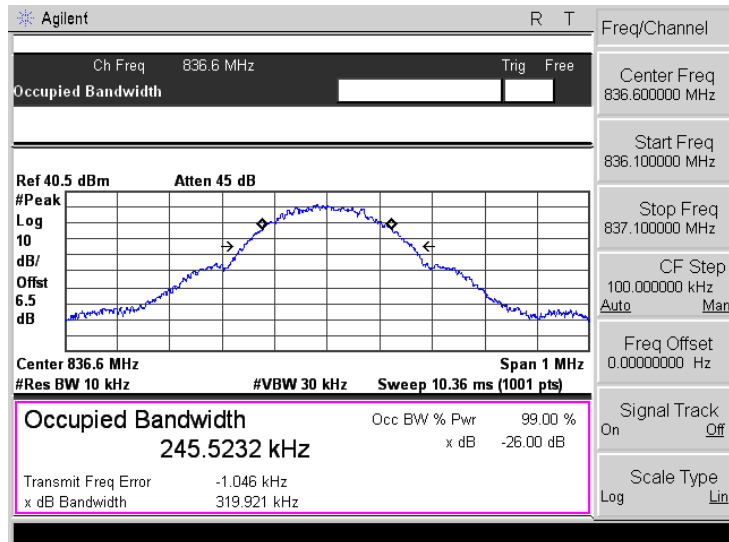 Agilent R T
Freq/Channel
Ch Freq 836.6 MHz Trig Free
Occupied Bandwidth
Center Freq
836.600000 MHz
Start Freq
836.100000 MHz
Stop Freq
837.100000 MHz
CF Step
100.000000 kHz
Auto Man
Freq Offset
0.00000000 Hz
Signal Track
On Off
Scale Type
Log Lin
Ref 40.5 dBm Atten 45 dB
#Peak
Log
10
dB/
Offst
6.5
dB
Center 836.6 MHz Span 1 MHz
#Res BW 10 kHz #VBW 30 kHz Sweep 10.36 ms (1001 pts)
Occupied Bandwidth Occ BW % Pwr 99.00 %
245.5232 kHz x dB -26.00 dB
Transmit Freq Error -1.046 kHz
x dB Bandwidth 319.921 kHz